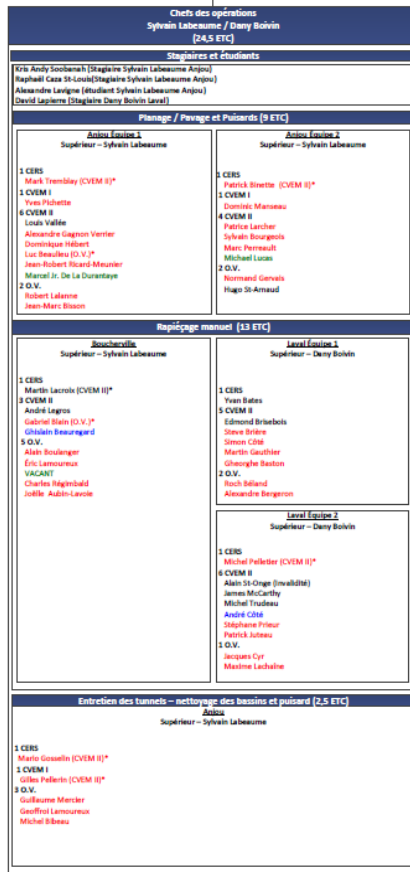 Chefs des opérations
Sylvain Labeaume / Dany Boivin
(24,5 ETC)
Stagiaires et étudiants
Kris Andy Soobanah (Stagiaire Sylvain Labeaume Anjou)
Raphaël Caza St-Louis(Stagiaire Sylvain Labeaume Anjou)
Alexandre Lavigne (étudiant Sylvain Labeaume Anjou)
David Lapierre (Stagiaire Dany Boivin Laval)
Planage / Pavage et Puisards (9 ETC)
Anjou Équipe 1
Supérieur – Sylvain Labeaume
1 CERS
Mark Tremblay (CVEM II)*
1 CVEM I
Yves Pichette
6 CVEM II
Louis Vallée
Alexandre Gagnon Verrier
Dominique Hébert
Luc Beaulieu (O.V.)*
Jean-Robert Ricard-Meunier
Marcel Jr. De La Durantaye
2 O.V.
Robert Lalanne
Jean-Marc Bisson
Anjou Équipe 2
Supérieur – Sylvain Labeaume
1 CERS
Patrick Binette (CVEM II)*
1 CVEM I
Dominic Manseau
4 CVEM II
Patrice Larcher
Sylvain Bourgeois
Marc Perreault
Michael Lucas
2 O.V.
Normand Gervais
Hugo St-Arnaud
Rapiéçage manuel (13 ETC)
Boucherville
Supérieur – Sylvain Labeaume
1 CERS
Martin Lacroix (CVEM II)*
3 CVEM II
André Legros
Gabriel Blain (O.V.)*
Ghislain Beauregard
5 O.V.
Alain Boulanger
Éric Lamoureux
VACANT
Charles Régimbald
Joëlle Aubin-Lavoie
Laval Équipe 1
Supérieur – Dany Boivin
1 CERS
Yvan Bates
5 CVEM II
Edmond Brisebois
Steve Brière
Simon Côté
Martin Gauthier
Gheorghe Baston
2 O.V.
Roch Béland
Alexandre Bergeron
Laval Équipe 2
Supérieur – Dany Boivin
1 CERS
Michel Pelletier (CVEM II)*
6 CVEM II
Alain St-Onge (Invalidité)
James McCarthy
Michel Trudeau
André Côté
Stéphane Prieur
Patrick Juteau
1 O.V.
Jacques Cyr
Maxime Lachaine
Entretien des tunnels – nettoyage des bassins et puisard (2,5 ETC)
Anjou
Supérieur – Sylvain Labeaume
1 CERS
Mario Gosselin (CVEM II)*
1 CVEM I
Gilles Pellerin (CVEM II)*
3 O.V.
Guillaume Mercier
Geoffroi Lamoureux
Michel Bibeau